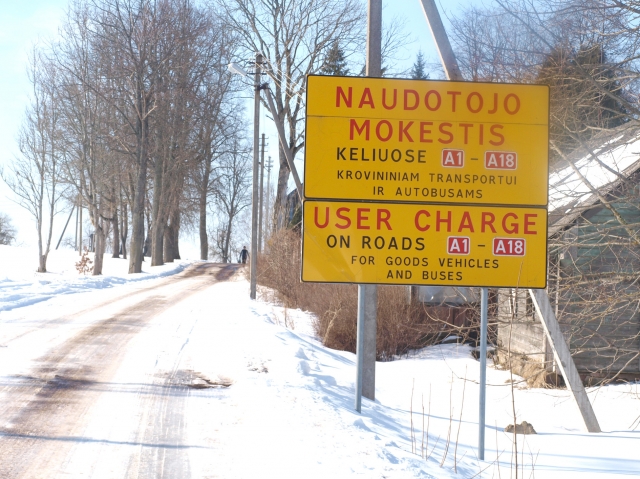 NAUDOTOJO
MOKESTIS
KELIUOSE A1 – A18
KROVININIAM TRANSPORTUI
IR AUTOBUSAMS
USER CHARGE
ON ROADS A1 – A18
FOR GOODS VEHICLES
AND BUSES